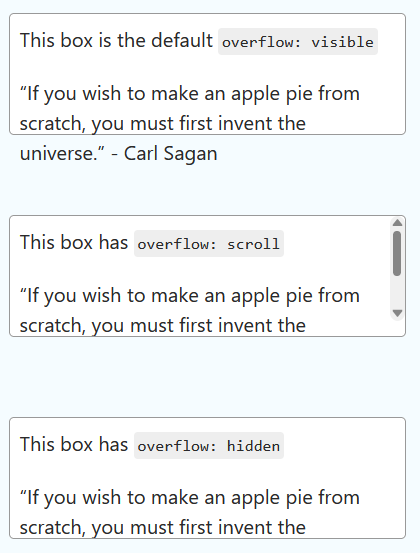 This box is the default overflow: visible
“If you wish to make an apple pie from
scratch, you must first invent the
universe.” - Carl Sagan
This box has overflow: scroll
“If you wish to make an apple pie from
scratch, you must first invent the
This box has overflow: hidden
“If you wish to make an apple pie from
scratch, you must first invent the